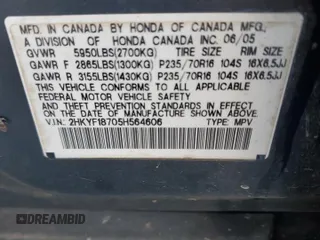 MFD. IN CANADA BY HONDA OF CANADA MFG.,
A DIVISION OF HONDA CANADA INC. 06/05
GVWR 5950LBS(2700KG) TIRE SIZE RIM SIZE
GAWR F 2865LBS(1300KG) P235/70R16 104S 16X6.5JJ
GAWR R 3155LBS(1430KG) P235/70R16 104S 16X6.5JJ
THIS VEHICLE CONFORMS TO ALL APPLICABLE
FEDERAL MOTOR VEHICLE SAFETY STANDARDS IN
EFFECT ON THE DATE OF MANUFACTURE SHOWN ABOVE.
V.I.N: 2HKYF18705H564606 TYPE: MPV
DREAMBID